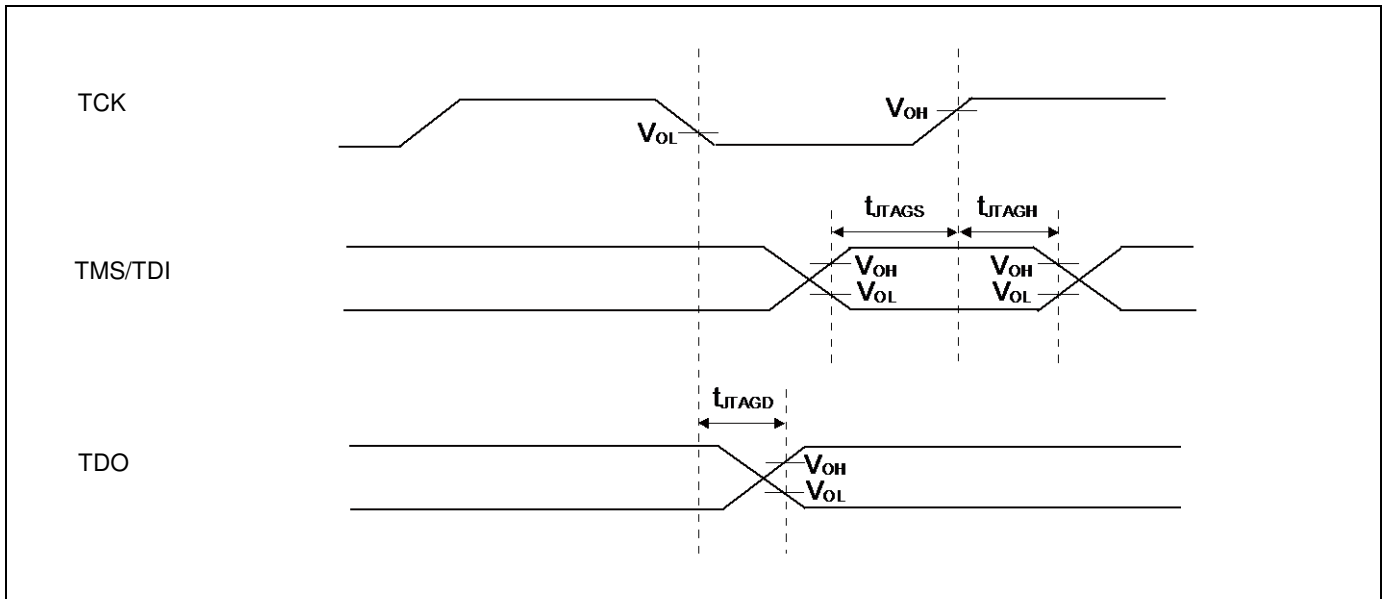 TCK
VOL
VOH
tJTAGS
tJTAGH
TMS/TDI
VOH
VOL
VOH
VOL
tJTAGD
TDO
VOH
VOL